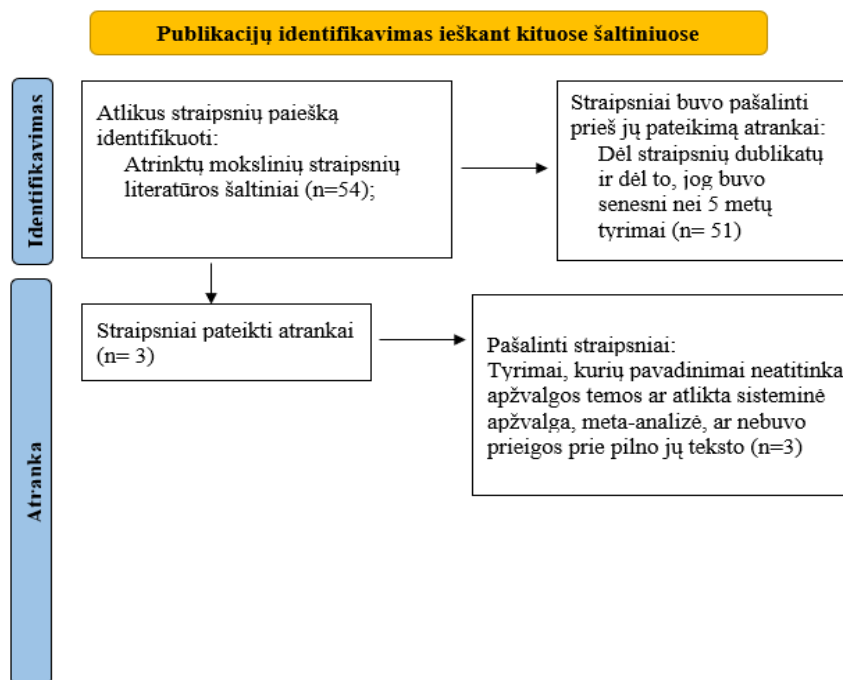 Publikacijų identifikavimas ieškant kituose šaltiniuose
Identifikavimas
Atlikus straipsnių paiešką
identifikuoti:
Atrinktų mokslinių straipsnių
literatūros šaltiniai (n=54);
Straipsniai buvo pašalinti
prieš jų pateikimą atrankai:
Dėl straipsnių dublikatų
ir dėl to, jog buvo
senesni nei 5 metų
tyrimai (n= 51)
Atranka
Straipsniai pateikti atrankai
(n= 3)
Pašalinti straipsniai:
Tyrimai, kurių pavadinimai neatitinka
apžvalgos temos ar atlikta sisteminė
apžvalga, meta-analizė, ar nebuvo
prieigos prie pilno jų teksto (n=3)